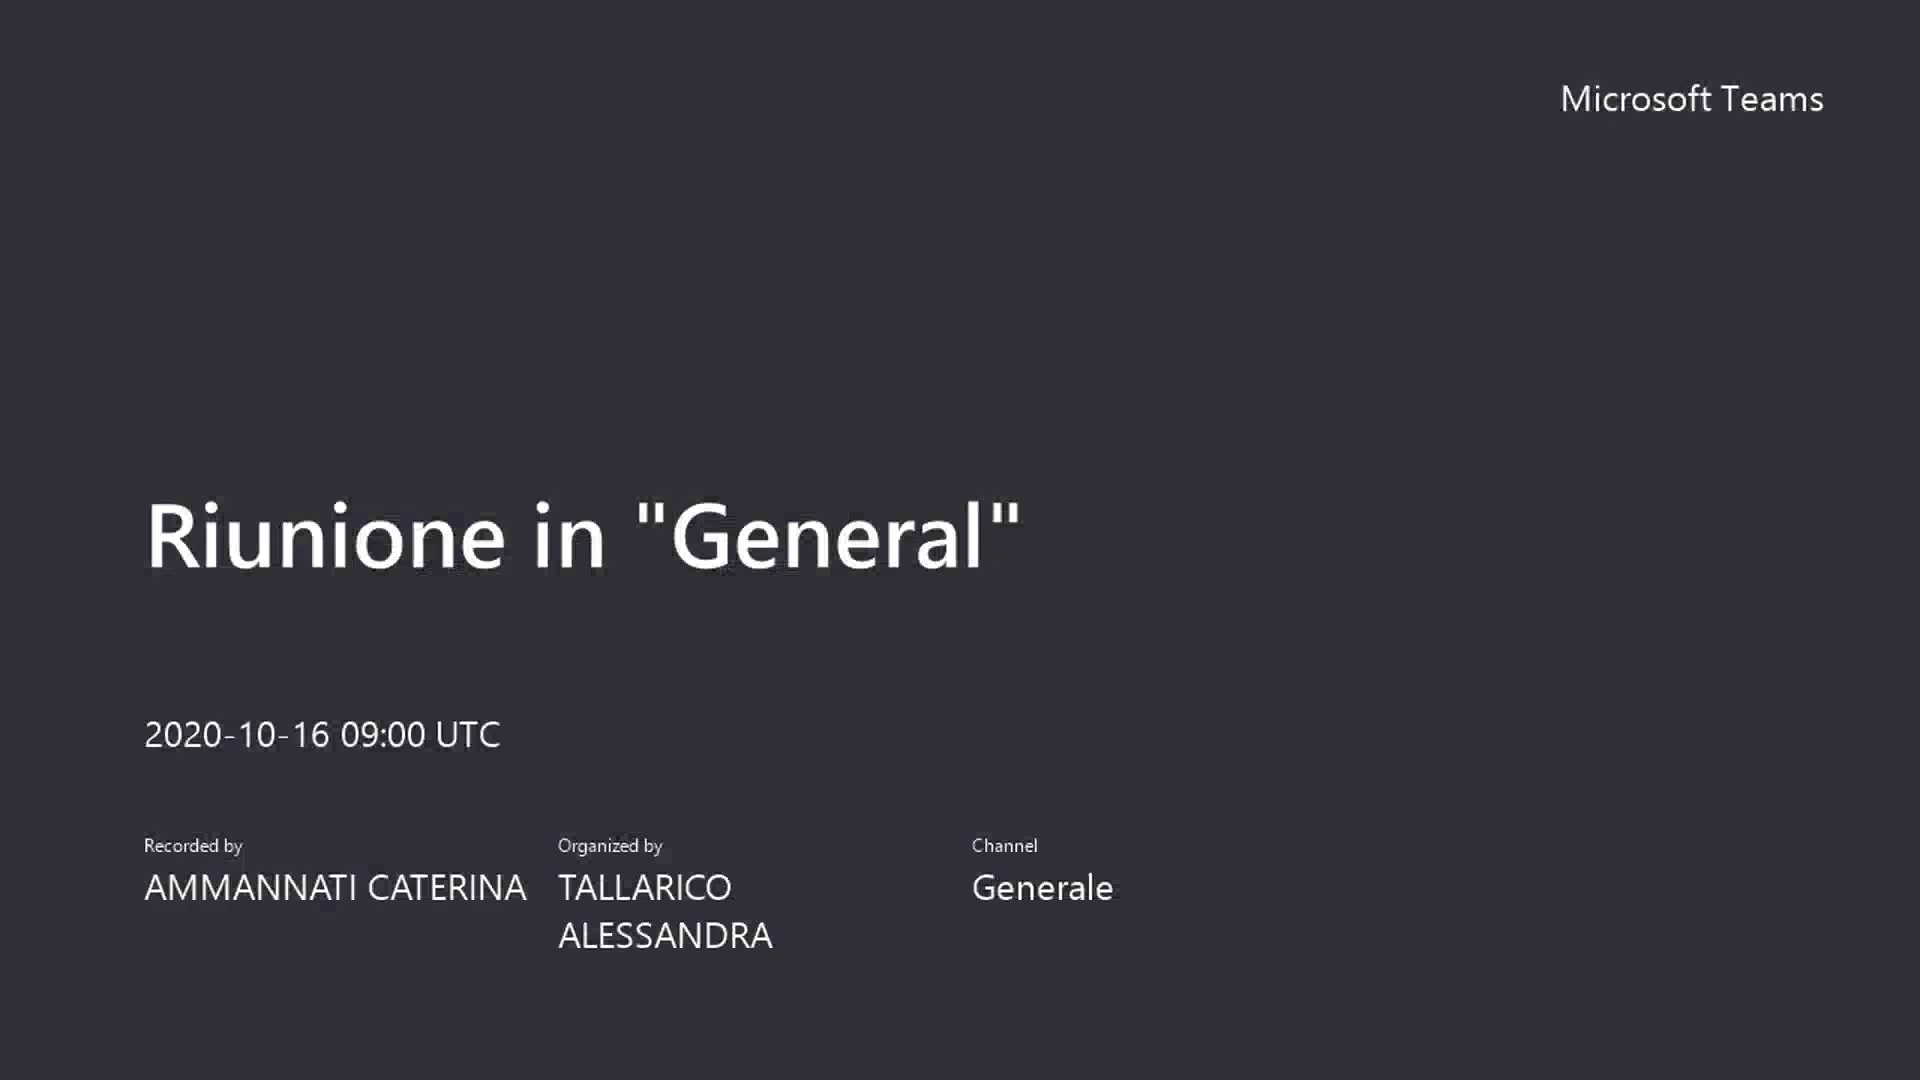 Microsoft Teams
Riunione in "General"
2020-10-16 09:00 UTC
Recorded by
AMMANNATI CATERINA
Organized by
TALLARICO
ALESSANDRA
Channel
Generale